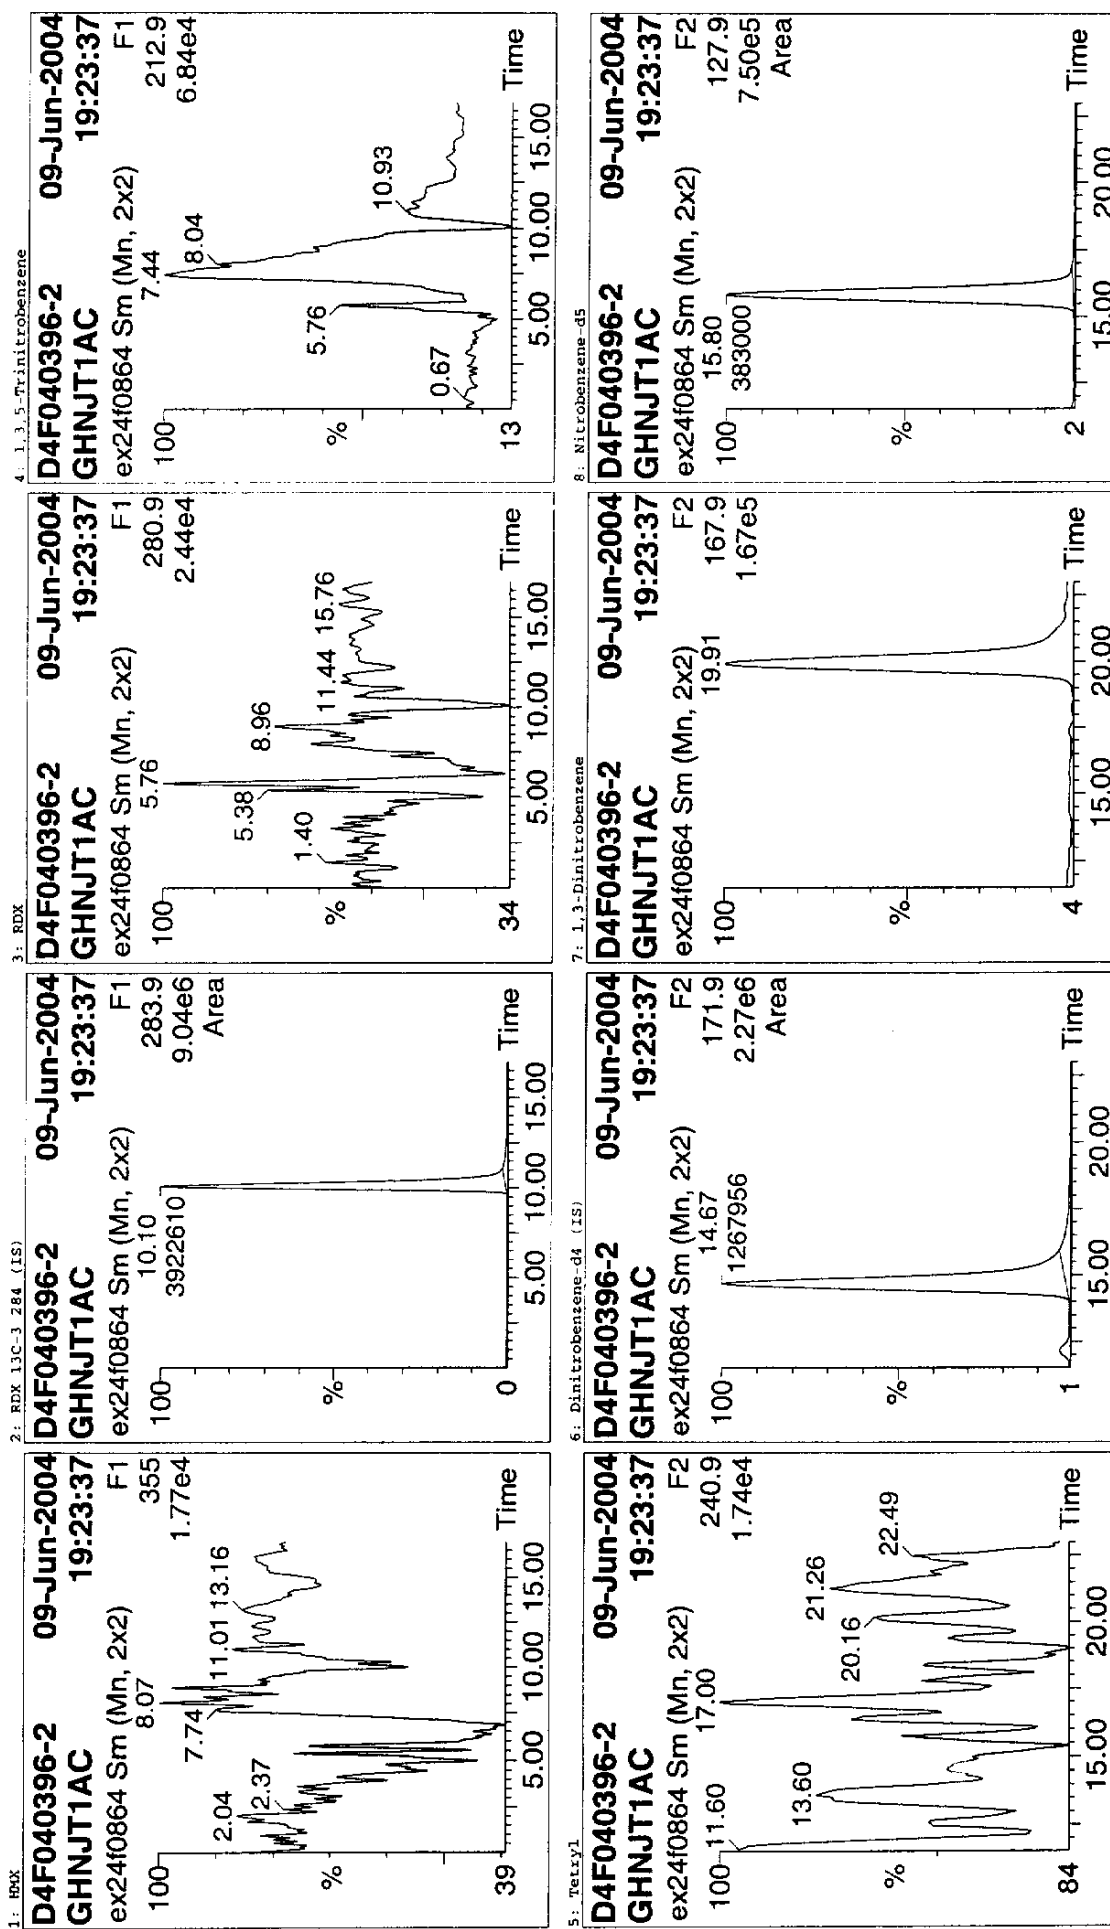 1: HMX
D4F040396-2 09-Jun-2004
GHNJT1AC 19:23:37
ex24f0864 Sm (Mn, 2x2) F1
8.07 355
1.77e4
100
7.74
11.01
13.16
2.04
2.37
%
39
5.00 10.00 15.00 Time
2: RDX 13C-3 284 (IS)
D4F040396-2 09-Jun-2004
GHNJT1AC 19:23:37
ex24f0864 Sm (Mn, 2x2) F1
10.10 283.9
3922610 9.04e6
Area
100
%
0
5.00 10.00 15.00 Time
3: RDX
D4F040396-2 09-Jun-2004
GHNJT1AC 19:23:37
ex24f0864 Sm (Mn, 2x2) F1
5.76 280.9
2.44e4
100
5.38
8.96
1.40
11.44 15.76
%
34
5.00 10.00 15.00 Time
4: 1,3,5-Trinitrobenzene
D4F040396-2 09-Jun-2004
GHNJT1AC 19:23:37
ex24f0864 Sm (Mn, 2x2) F1
7.44 212.9
6.84e4
100
8.04
5.76
10.93
0.67
%
13
5.00 10.00 15.00 Time
5: Tetryl
D4F040396-2 09-Jun-2004
GHNJT1AC 19:23:37
ex24f0864 Sm (Mn, 2x2) F2
17.00 240.9
1.74e4
100
11.60
13.60
21.26
22.49
20.16
%
84
15.00 20.00 Time
6: Dinitrobenzene-d4 (IS)
D4F040396-2 09-Jun-2004
GHNJT1AC 19:23:37
ex24f0864 Sm (Mn, 2x2) F2
14.67 171.9
1267956 2.27e6
Area
100
%
1
15.00 20.00 Time
7: 1,3-Dinitrobenzene
D4F040396-2 09-Jun-2004
GHNJT1AC 19:23:37
ex24f0864 Sm (Mn, 2x2) F2
19.91 167.9
1.67e5
100
%
4
15.00 20.00 Time
8: Nitrobenzene-d5
D4F040396-2 09-Jun-2004
GHNJT1AC 19:23:37
ex24f0864 Sm (Mn, 2x2) F2
15.80 127.9
383000 7.50e5
Area
100
%
2
15.00 20.00 Time